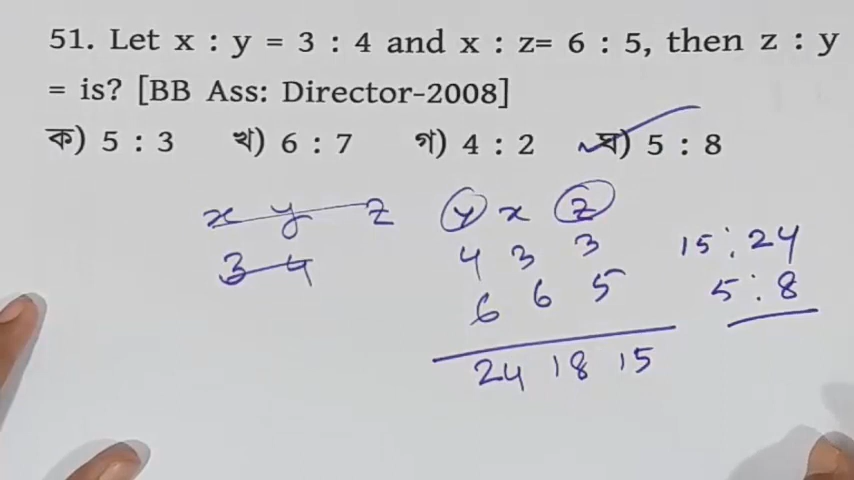 51. Let x : y = 3 : 4 and x : z= 6 : 5, then z : y
= is? [BB Ass: Director-2008]
ক) 5 : 3 খ) 6 : 7 গ) 4 : 2 ঘ) 5 : 8
x y z y x z
3 4 4 3 3 15:24
6 6 5 5:8
24 18 15